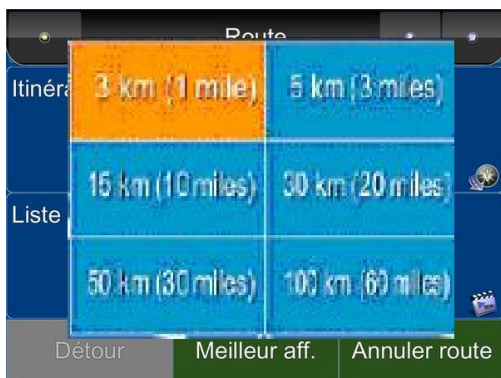 Route
Itinéra
3 km (1 mile) 5 km (3 miles)
15 km (10 miles) 30 km (20 miles)
Liste
50 km (30 miles) 100 km (60 miles)
Détour Meilleur aff. Annuler route